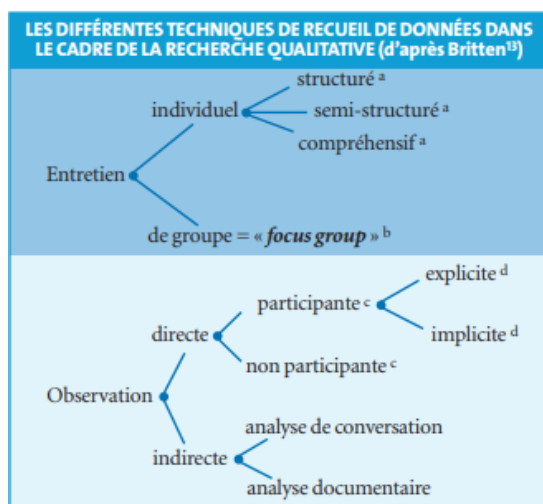 LES DIFFÉRENTES TECHNIQUES DE RECUEIL DE DONNÉES DANS
LE CADRE DE LA RECHERCHE QUALITATIVE (d’après Britten¹³)
structuré ᵃ
individuel
semi-structuré ᵃ
compréhensif ᵃ
Entretien
de groupe = « focus group » ᵇ
explicite ᵈ
participante ᶜ
directe
implicite ᵈ
non participante ᶜ
Observation
analyse de conversation
indirecte
analyse documentaire